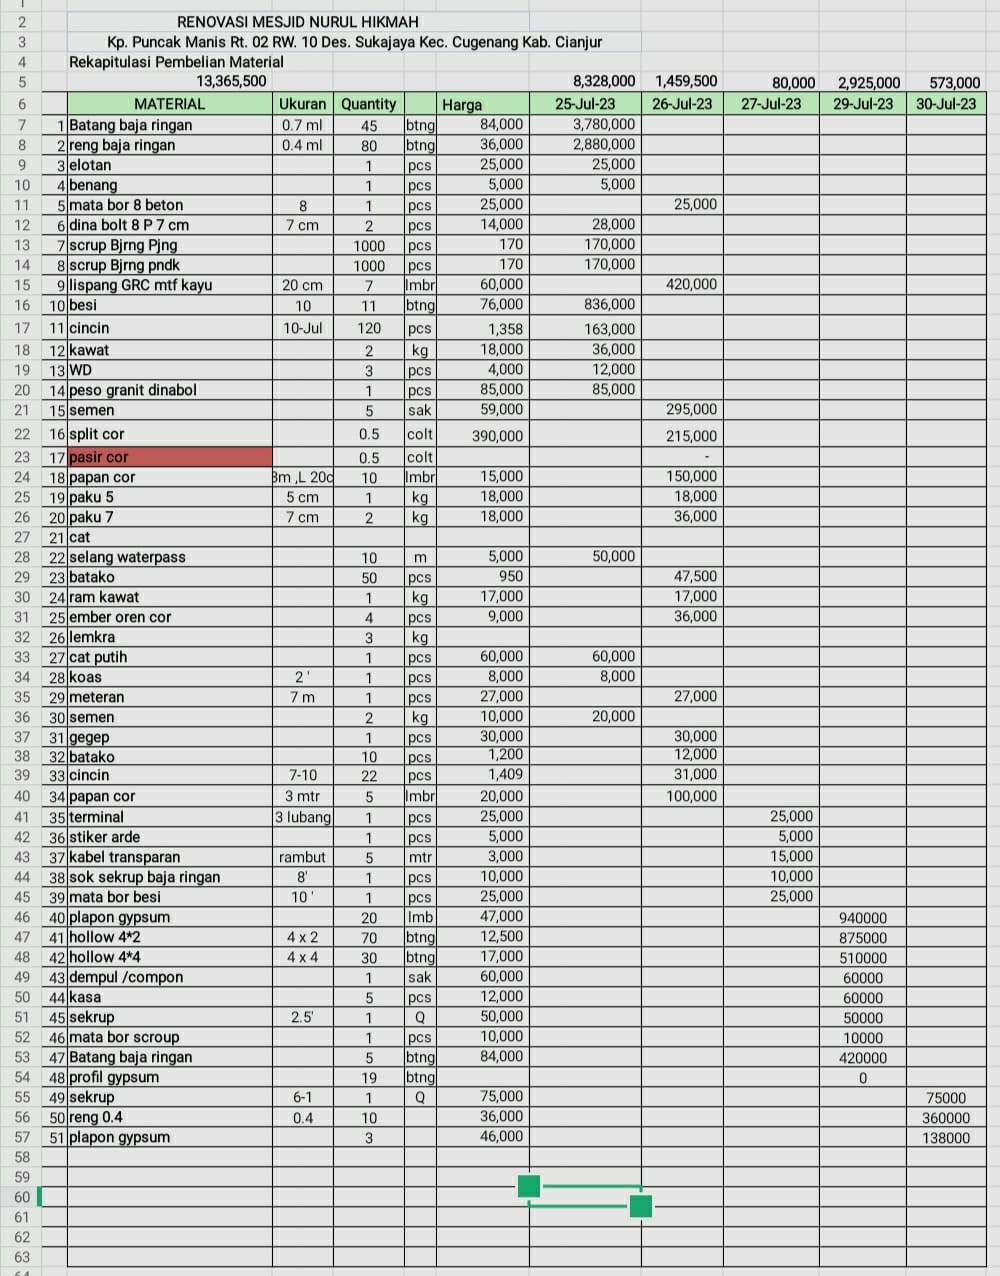 1
2 RENOVASI MESJID NURUL HIKMAH
3 Kp. Puncak Manis Rt. 02 RW. 10 Des. Sukajaya Kec. Cugenang Kab. Cianjur
4 Rekapitulasi Pembelian Material
5 13,365,500 8,328,000 1,459,500 80,000 2,925,000 573,000
6 MATERIAL Ukuran Quantity Harga 25-Jul-23 26-Jul-23 27-Jul-23 29-Jul-23 30-Jul-23
7 1 Batang baja ringan 0.7 ml 45 btng 84,000 3,780,000
8 2 reng baja ringan 0.4 ml 80 btng 36,000 2,880,000
9 3 elotan 1 pcs 25,000 25,000
10 4 benang 1 pcs 5,000 5,000
11 5 mata bor 8 beton 8 1 pcs 25,000 25,000
12 6 dina bolt 8 P 7 cm 7 cm 2 pcs 14,000 28,000
13 7 scrup Bjrng Pjng 1000 pcs 170 170,000
14 8 scrup Bjrng pndk 1000 pcs 170 170,000
15 9 lispang GRC mtf kayu 20 cm 7 lmbr 60,000 420,000
16 10 besi 10 11 btng 76,000 836,000
17 11 cincin 10-Jul 120 pcs 1,358 163,000
18 12 kawat 2 kg 18,000 36,000
19 13 WD 3 pcs 4,000 12,000
20 14 peso granit dinabol 1 pcs 85,000 85,000
21 15 semen 5 sak 59,000 295,000
22 16 split cor 0.5 colt 390,000 215,000
23 17 pasir cor 0.5 colt -
24 18 papan cor 3m ,L 20c 10 lmbr 15,000 150,000
25 19 paku 5 5 cm 1 kg 18,000 18,000
26 20 paku 7 7 cm 2 kg 18,000 36,000
27 21 cat
28 22 selang waterpass 10 m 5,000 50,000
29 23 batako 50 pcs 950 47,500
30 24 ram kawat 1 kg 17,000 17,000
31 25 ember oren cor 4 pcs 9,000 36,000
32 26 lemkra 3 kg
33 27 cat putih 1 pcs 60,000 60,000
34 28 koas 2 ' 1 pcs 8,000 8,000
35 29 meteran 7 m 1 pcs 27,000 27,000
36 30 semen 2 kg 10,000 20,000
37 31 gegep 1 pcs 30,000 30,000
38 32 batako 10 pcs 1,200 12,000
39 33 cincin 7-10 22 pcs 1,409 31,000
40 34 papan cor 3 mtr 5 lmbr 20,000 100,000
41 35 terminal 3 lubang 1 pcs 25,000 25,000
42 36 stiker arde 1 pcs 5,000 5,000
43 37 kabel transparan rambut 5 mtr 3,000 15,000
44 38 sok sekrup baja ringan 8' 1 pcs 10,000 10,000
45 39 mata bor besi 10 ' 1 pcs 25,000 25,000
46 40 plapon gypsum 20 lmb 47,000 940000
47 41 hollow 4*2 4 x 2 70 btng 12,500 875000
48 42 hollow 4*4 4 x 4 30 btng 17,000 510000
49 43 dempul /compon 1 sak 60,000 60000
50 44 kasa 5 pcs 12,000 60000
51 45 sekrup 2.5' 1 Q 50,000 50000
52 46 mata bor scroup 1 pcs 10,000 10000
53 47 Batang baja ringan 5 btng 84,000 420000
54 48 profil gypsum 19 btng 0
55 49 sekrup 6-1 1 Q 75,000 75000
56 50 reng 0.4 0.4 10 36,000 360000
57 51 plapon gypsum 3 46,000 138000
58
59
60
61
62
63
64